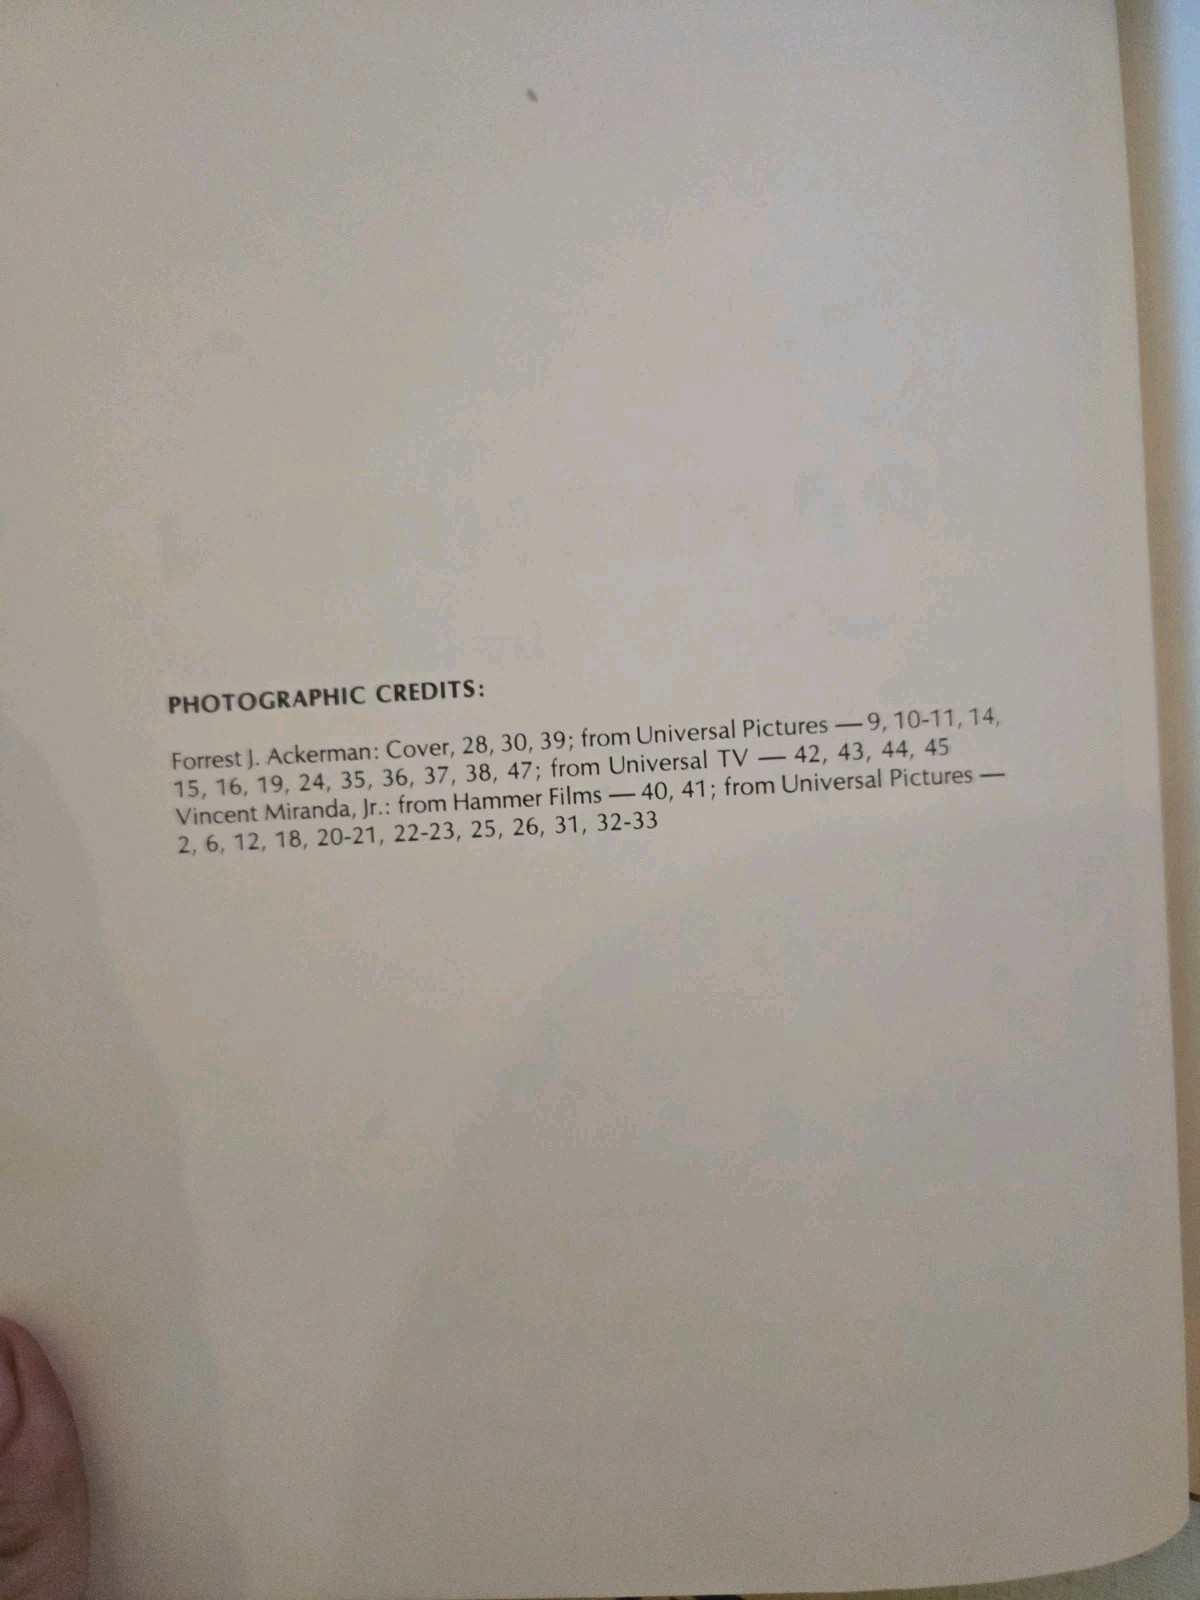 PHOTOGRAPHIC CREDITS:
Forrest J. Ackerman: Cover, 28, 30, 39; from Universal Pictures — 9, 10-11, 14,
15, 16, 19, 24, 35, 36, 37, 38, 47; from Universal TV — 42, 43, 44, 45
Vincent Miranda, Jr.: from Hammer Films — 40, 41; from Universal Pictures —
2, 6, 12, 18, 20-21, 22-23, 25, 26, 31, 32-33